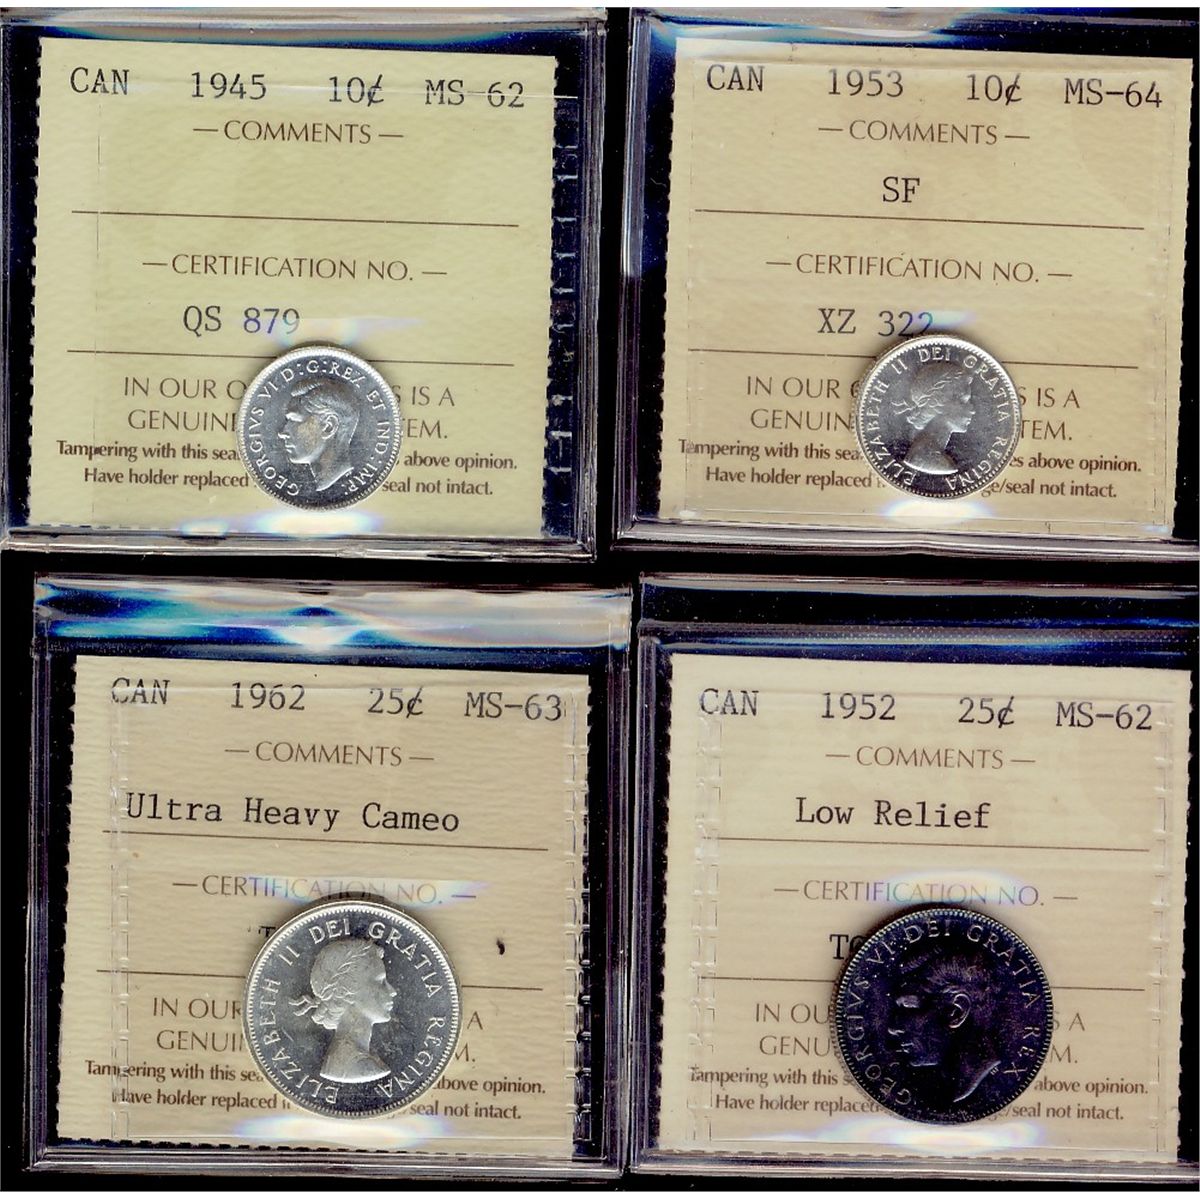 CAN 1945 10¢ MS-62
— COMMENTS —
— CERTIFICATION NO. —
QS 879
IN OUR S IS A
GENUIN EM.
Tampering with this sea above opinion.
Have holder replaced seal not intact.
GEORGIVS VI D:G:REX ET IND:IMP:
CAN 1953 10¢ MS-64
— COMMENTS —
SF
— CERTIFICATION NO. —
XZ 322
IN OUR S IS A
GENUIN TEM.
Tampering with this sea es above opinion.
Have holder replaced ge/seal not intact.
ELIZABETH II DEI GRATIA REGINA
CAN 1962 25¢ MS-63
— COMMENTS —
Ultra Heavy Cameo
— CERTIFICATION NO. —
IN OUR A
GENUI M.
Tampering with this sea above opinion.
Have holder replaced seal not intact.
ELIZABETH II DEI GRATIA REGINA
CAN 1952 25¢ MS-62
— COMMENTS —
Low Relief
— CERTIFICATION NO. —
IN OU S A
GENU M.
Tampering with this s above opinion.
Have holder replaced e/seal not intact.
GEORGIVS VI DEI GRATIA REX